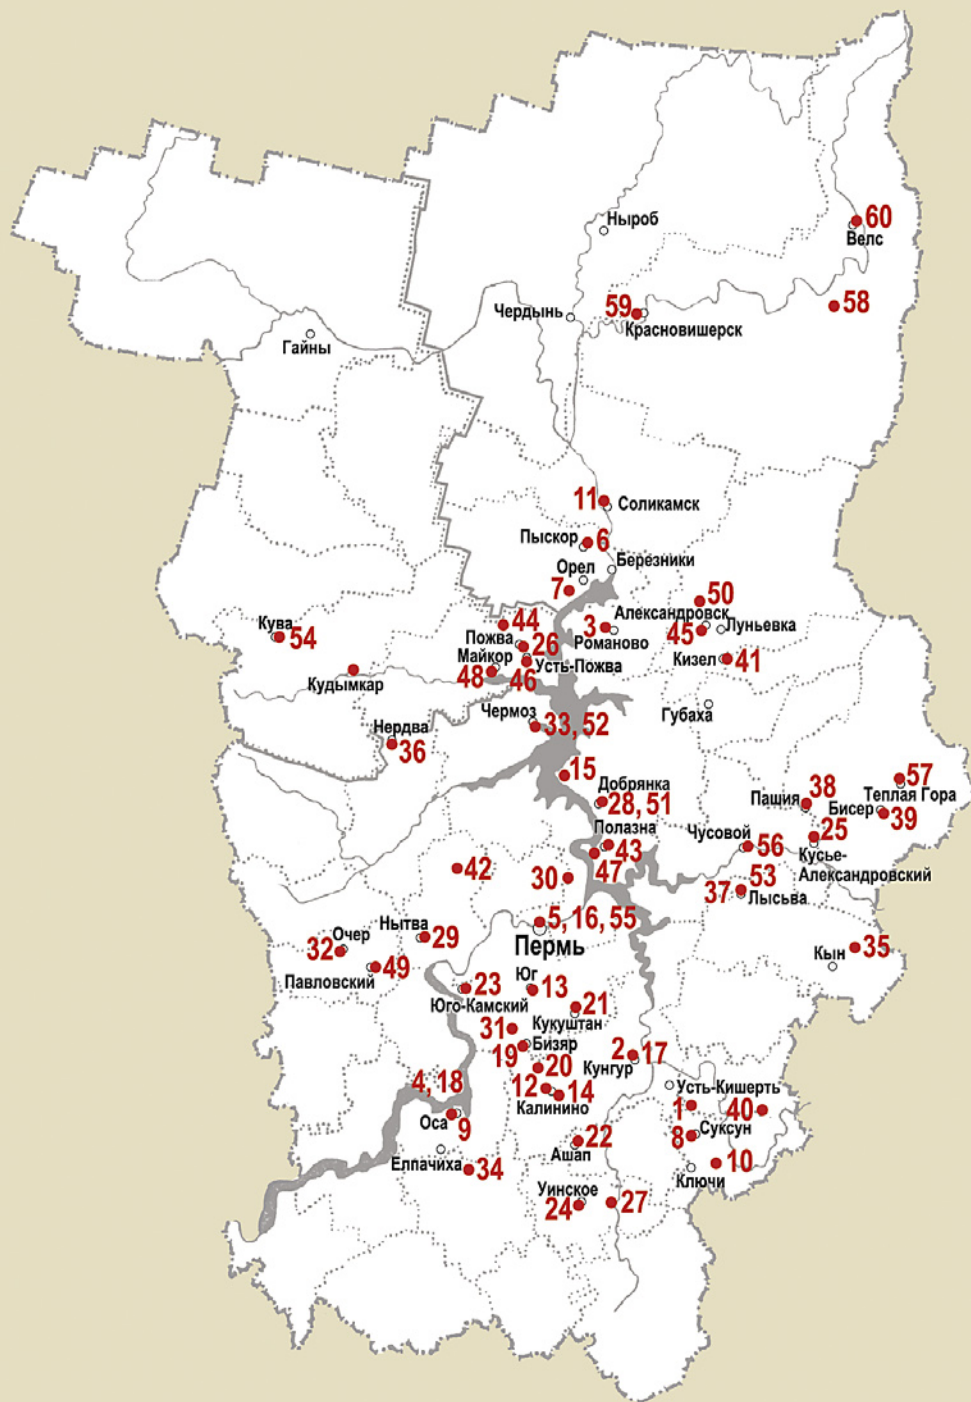 60
Ныроб
Велс
58
59
Чердынь
Красновишерск
Гайны
11
Соликамск
Пыскор
6
Березники
Орел
7
50
Александровск
44
3
Романово
45
Луньевка
Кува
54
Пожва
26
Майкор
Усть-Пожва
Кизел
41
48
46
Кудымкар
Губаха
Чермоз
33, 52
Нердва
36
15
57
Добрянка
28, 51
38
Пашия
Теплая Гора
Бисер
39
Полазна
43
Чусовой
56
25
47
Кусье-
Александровский
42
30
53
37
Лысьва
5, 16, 55
Пермь
Очер
Нытва
29
32
35
Кын
Павловский
49
Юг
23
13
Юго-Камский
21
Кукуштан
31
Бизяр
19
2
17
Кунгур
20
4, 18
12
14
Калинино
Усть-Кишерть
1
40
Оса
9
Суксун
8
22
Ашап
Елпачиха
34
10
Ключи
Уинское
24
27